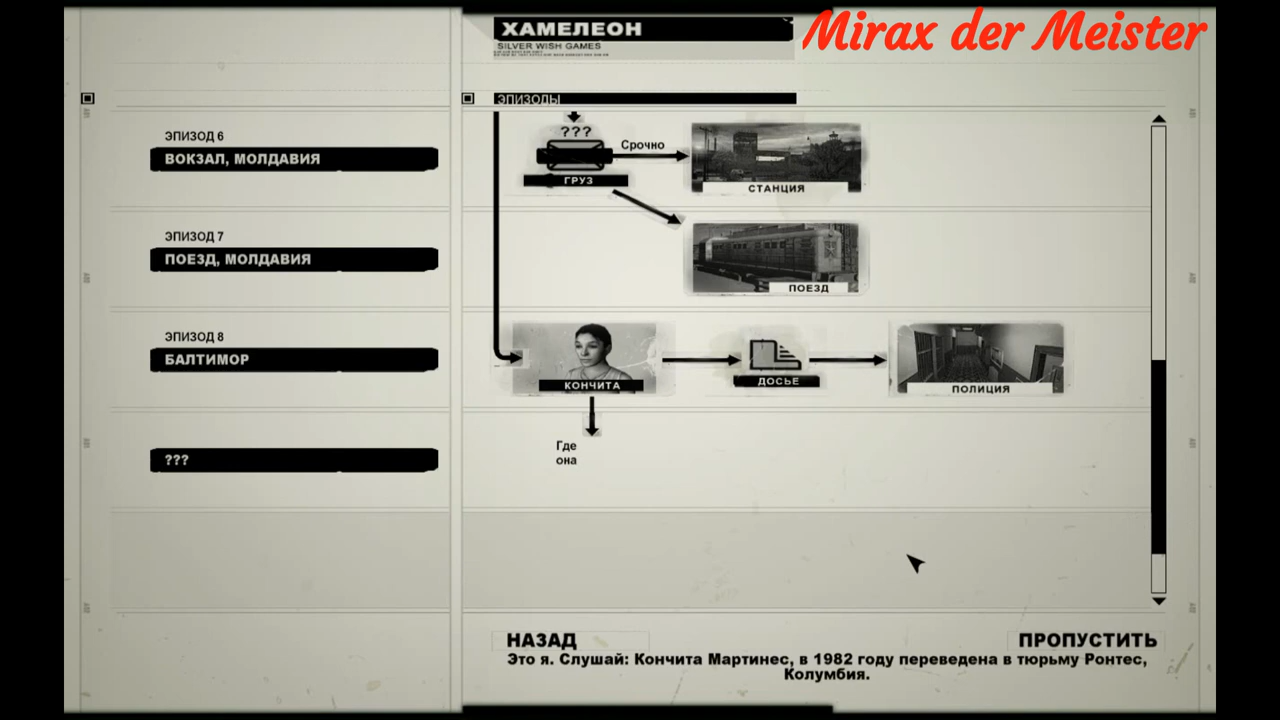 ХАМЕЛЕОН
SILVER WISH GAMES
Mirax der Meister
ЭПИЗОДЫ
ЭПИЗОД 6
ВОКЗАЛ, МОЛДАВИЯ
???
Срочно
ГРУЗ
СТАНЦИЯ
ЭПИЗОД 7
ПОЕЗД, МОЛДАВИЯ
ПОЕЗД
ЭПИЗОД 8
БАЛТИМОР
КОНЧИТА
ДОСЬЕ
ПОЛИЦИЯ
Где
она
???
НАЗАД
ПРОПУСТИТЬ
Это я. Слушай: Кончита Мартинес, в 1982 году переведена в тюрьму Ронтес,
Колумбия.